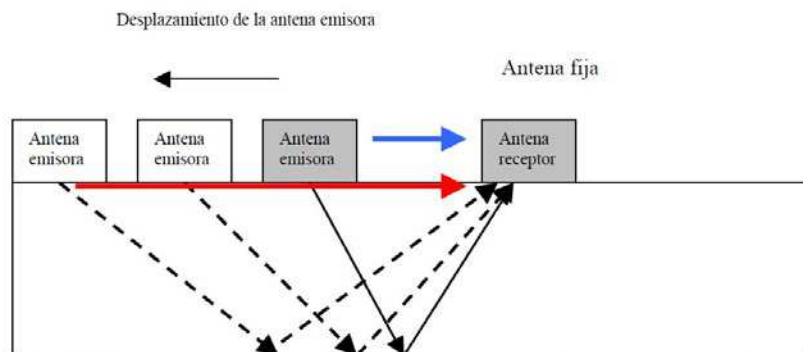 Desplazamiento de la antena emisora
Antena fija
Antena
emisora
Antena
emisora
Antena
emisora
Antena
receptor